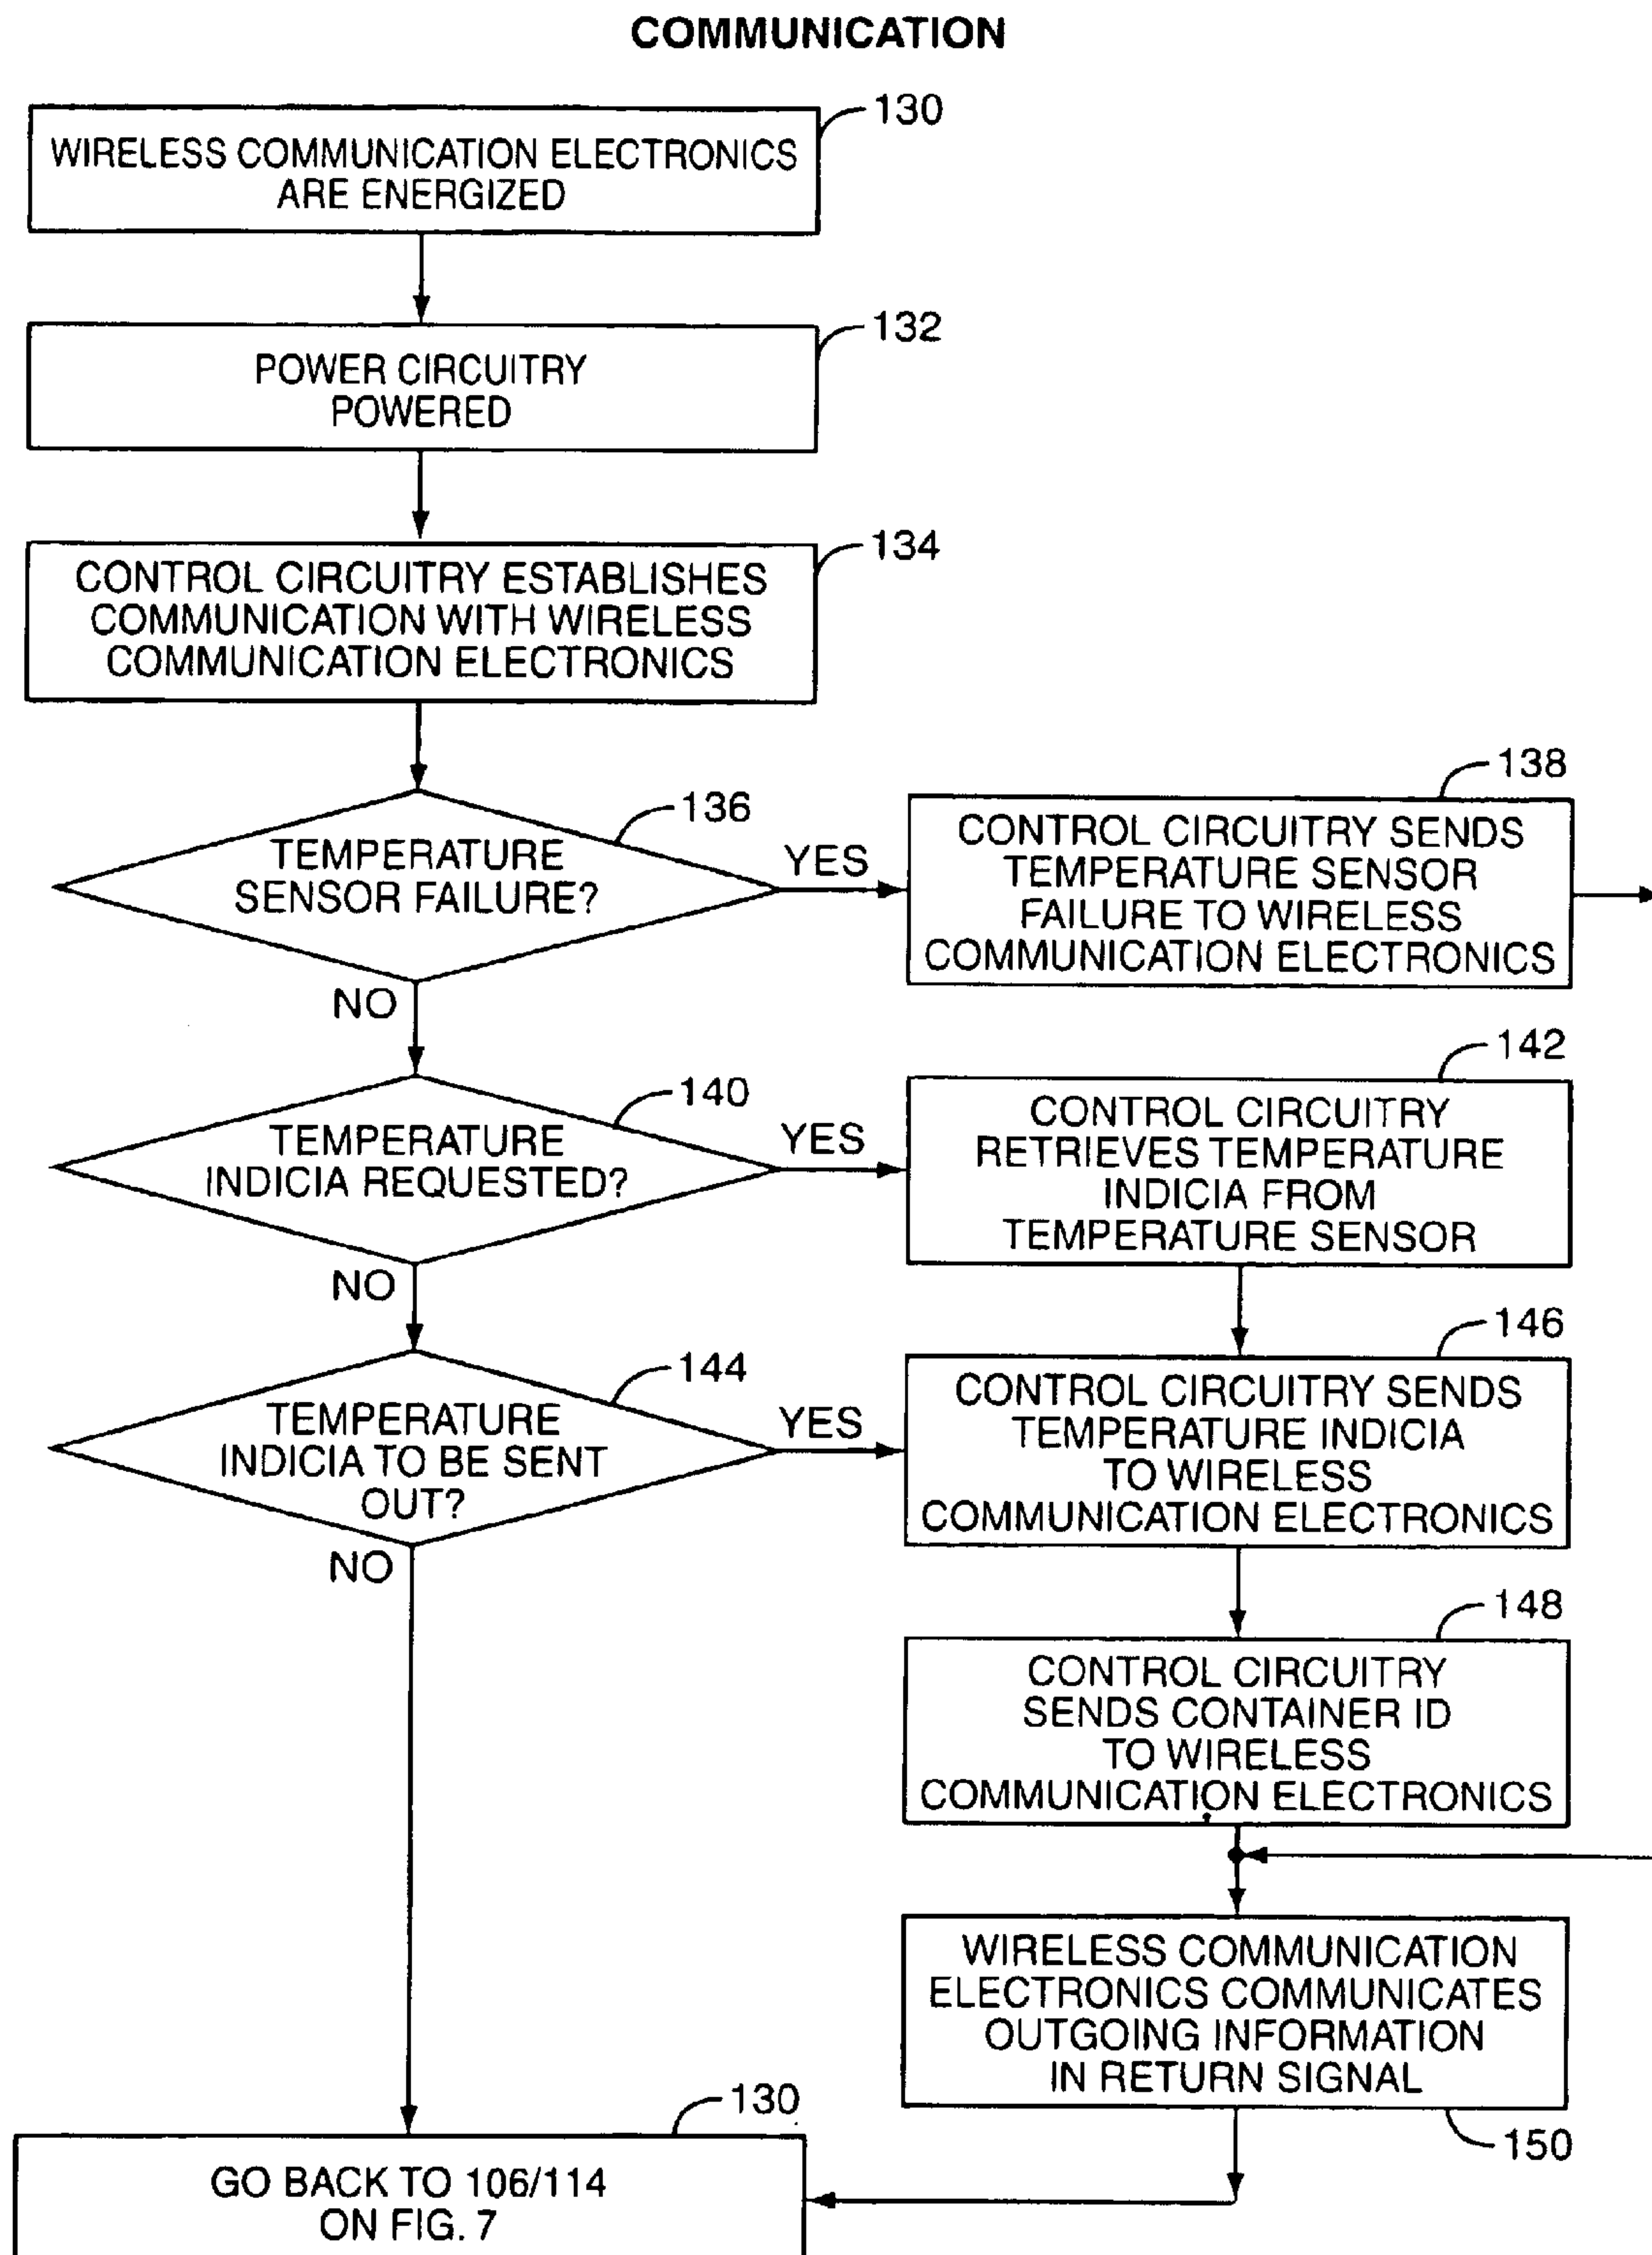 COMMUNICATION
130
WIRELESS COMMUNICATION ELECTRONICS
ARE ENERGIZED
132
POWER CIRCUITRY
POWERED
134
CONTROL CIRCUITRY ESTABLISHES
COMMUNICATION WITH WIRELESS
COMMUNICATION ELECTRONICS
136
TEMPERATURE
SENSOR FAILURE?
YES
NO
138
CONTROL CIRCUITRY SENDS
TEMPERATURE SENSOR
FAILURE TO WIRELESS
COMMUNICATION ELECTRONICS
140
TEMPERATURE
INDICIA REQUESTED?
YES
NO
142
CONTROL CIRCUITRY
RETRIEVES TEMPERATURE
INDICIA FROM
TEMPERATURE SENSOR
144
TEMPERATURE
INDICIA TO BE SENT
OUT?
YES
NO
146
CONTROL CIRCUITRY SENDS
TEMPERATURE INDICIA
TO WIRELESS
COMMUNICATION ELECTRONICS
148
CONTROL CIRCUITRY
SENDS CONTAINER ID
TO WIRELESS
COMMUNICATION ELECTRONICS
WIRELESS COMMUNICATION
ELECTRONICS COMMUNICATES
OUTGOING INFORMATION
IN RETURN SIGNAL
150
130
GO BACK TO 106/114
ON FIG. 7